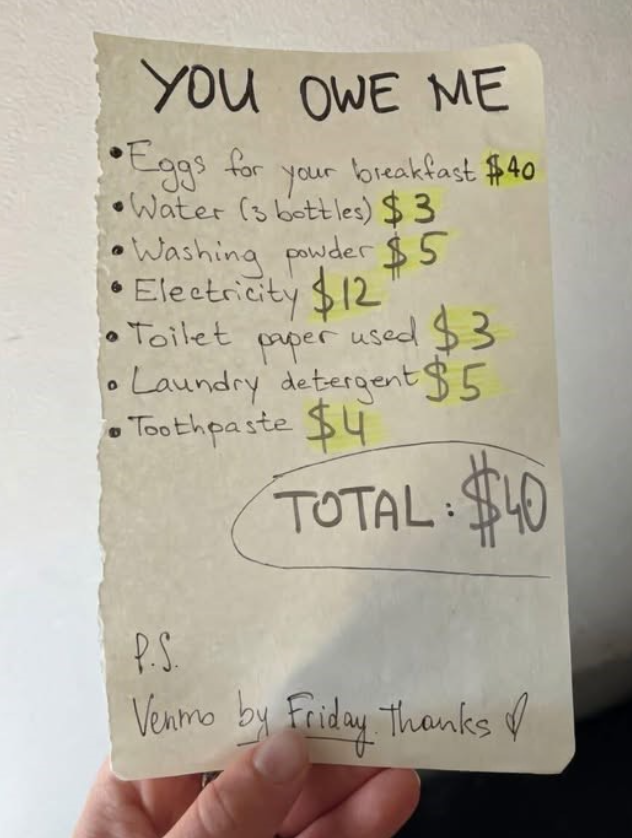 YOU OWE ME
• Eggs for your breakfast $40
• Water (3 bottles) $3
• Washing powder $5
• Electricity $12
• Toilet paper used $3
• Laundry detergent $5
• Toothpaste $4
TOTAL: $40
P.S.
Venmo by Friday. Thanks ♡